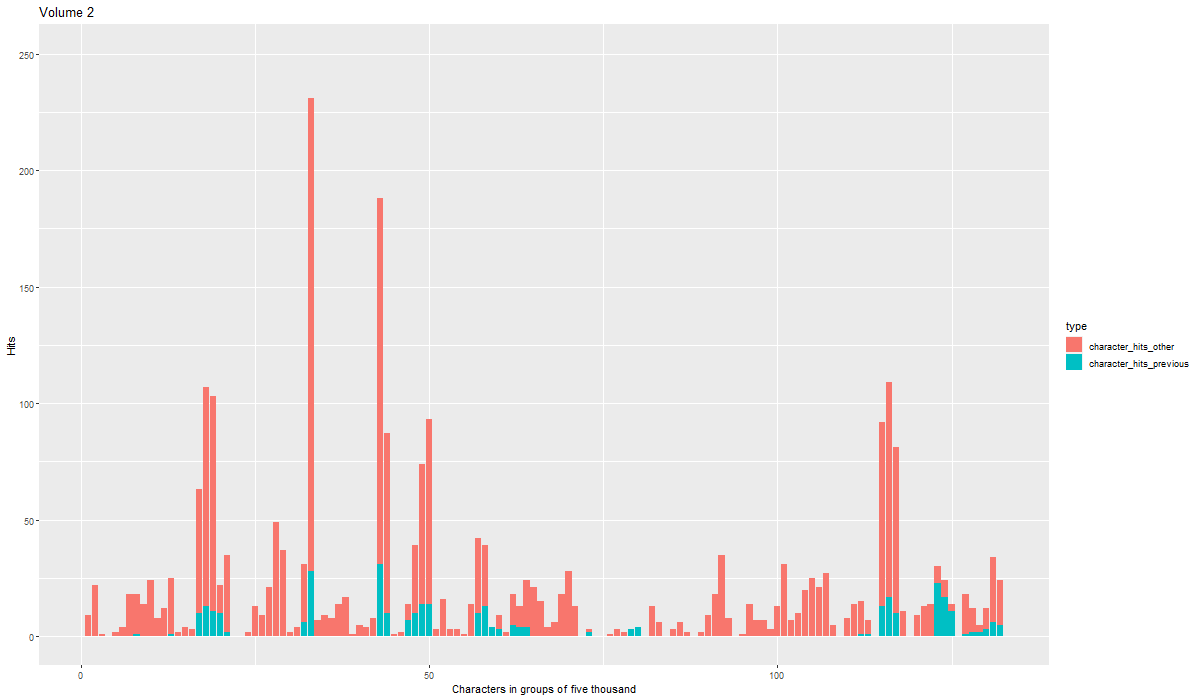 Volume 2
250
200
150
100
50
0
Hits
0
50
100
Characters in groups of five thousand
type
character_hits_other
character_hits_previous